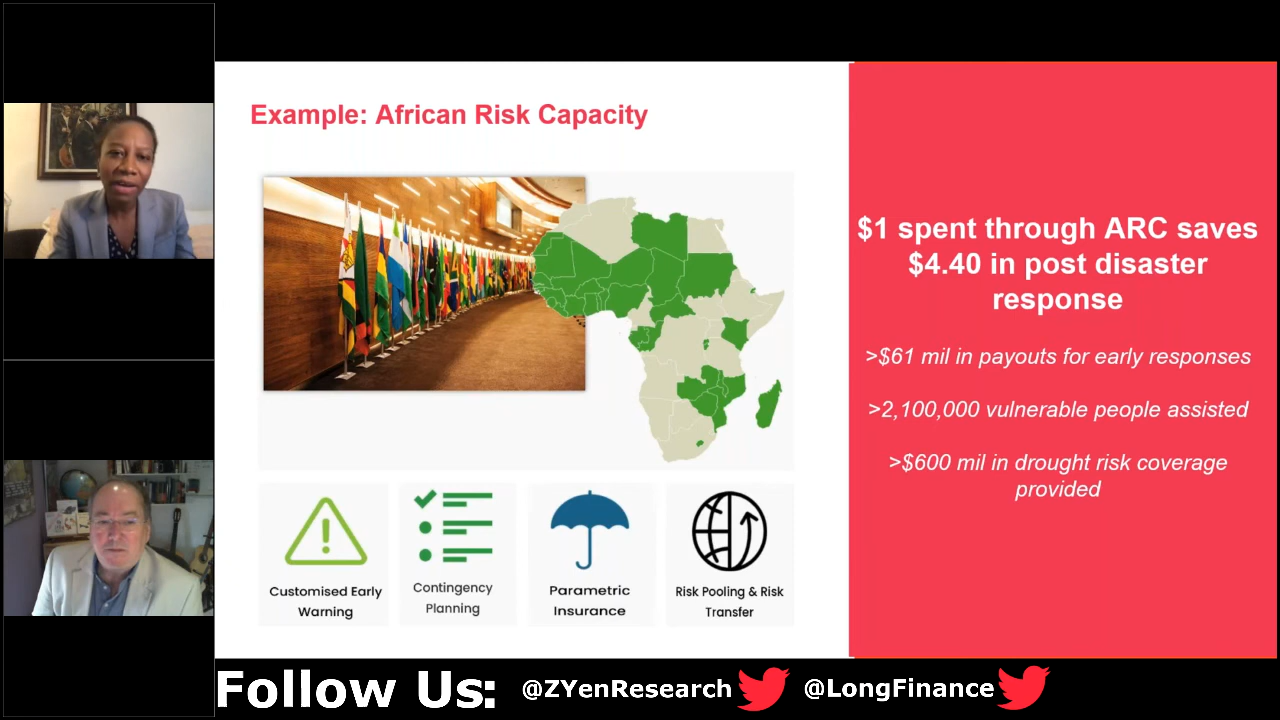 Example: African Risk Capacity
$1 spent through ARC saves
$4.40 in post disaster
response
>$61 mil in payouts for early responses
>2,100,000 vulnerable people assisted
>$600 mil in drought risk coverage
provided
Customised Early
Warning
Contingency
Planning
Parametric
Insurance
Risk Pooling & Risk
Transfer
Follow Us: @ZYenResearch @LongFinance